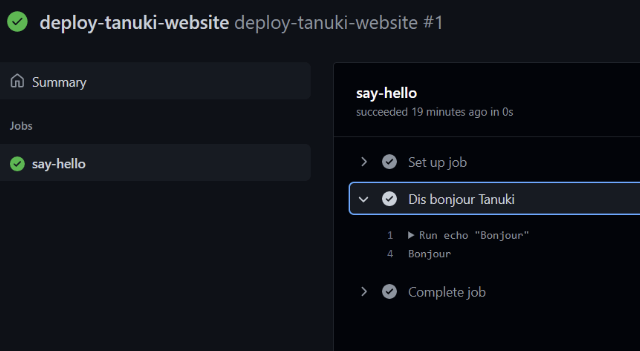 deploy-tanuki-website deploy-tanuki-website #1
Summary
Jobs
say-hello
say-hello
succeeded 19 minutes ago in 0s
Set up job
Dis bonjour Tanuki
1 Run echo "Bonjour"
4 Bonjour
Complete job